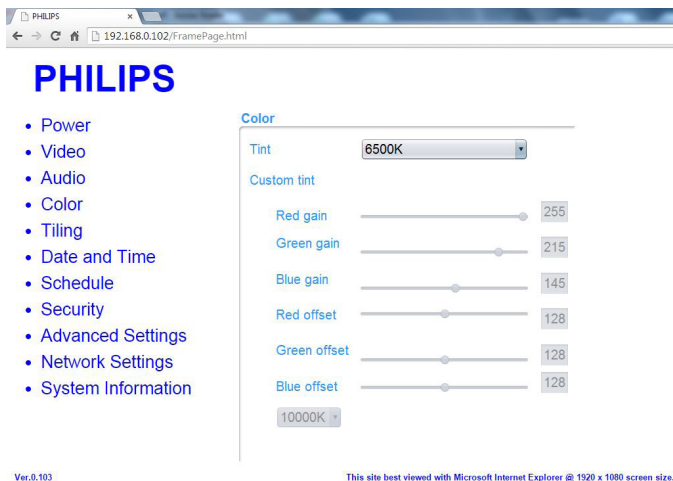 PHILIPS
192.168.0.102/FramePage.html
PHILIPS
Power
Video
Audio
Color
Tiling
Date and Time
Schedule
Security
Advanced Settings
Network Settings
System Information
Color
Tint 6500K
Custom tint
Red gain 255
Green gain 215
Blue gain 145
Red offset 128
Green offset 128
Blue offset 128
10000K
Ver.0.103
This site best viewed with Microsoft Internet Explorer @ 1920 x 1080 screen size.